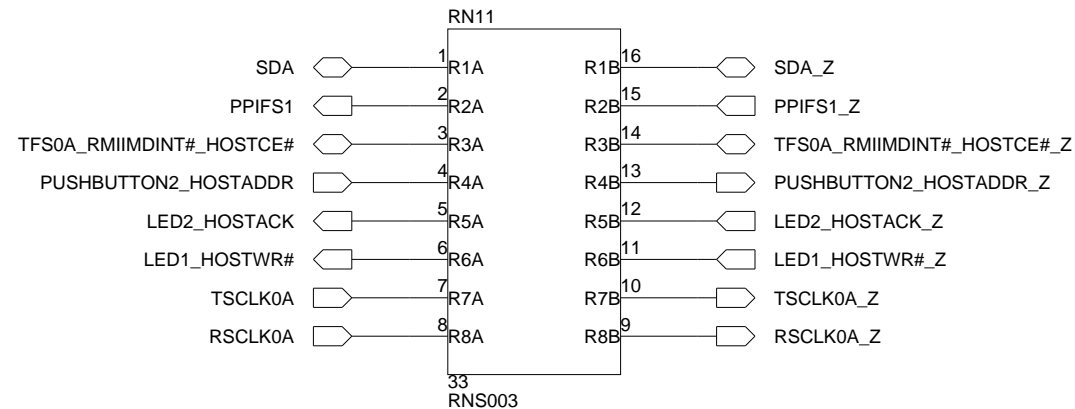 RN11
SDA 1 R1A R1B 16 SDA_Z
PPIFS1 2 R2A R2B 15 PPIFS1_Z
TFS0A_RMIIMDINT#_HOSTCE# 3 R3A R3B 14 TFS0A_RMIIMDINT#_HOSTCE#_Z
PUSHBUTTON2_HOSTADDR 4 R4A R4B 13 PUSHBUTTON2_HOSTADDR_Z
LED2_HOSTACK 5 R5A R5B 12 LED2_HOSTACK_Z
LED1_HOSTWR# 6 R6A R6B 11 LED1_HOSTWR#_Z
TSCLK0A 7 R7A R7B 10 TSCLK0A_Z
RSCLK0A 8 R8A R8B 9 RSCLK0A_Z
33
RNS003